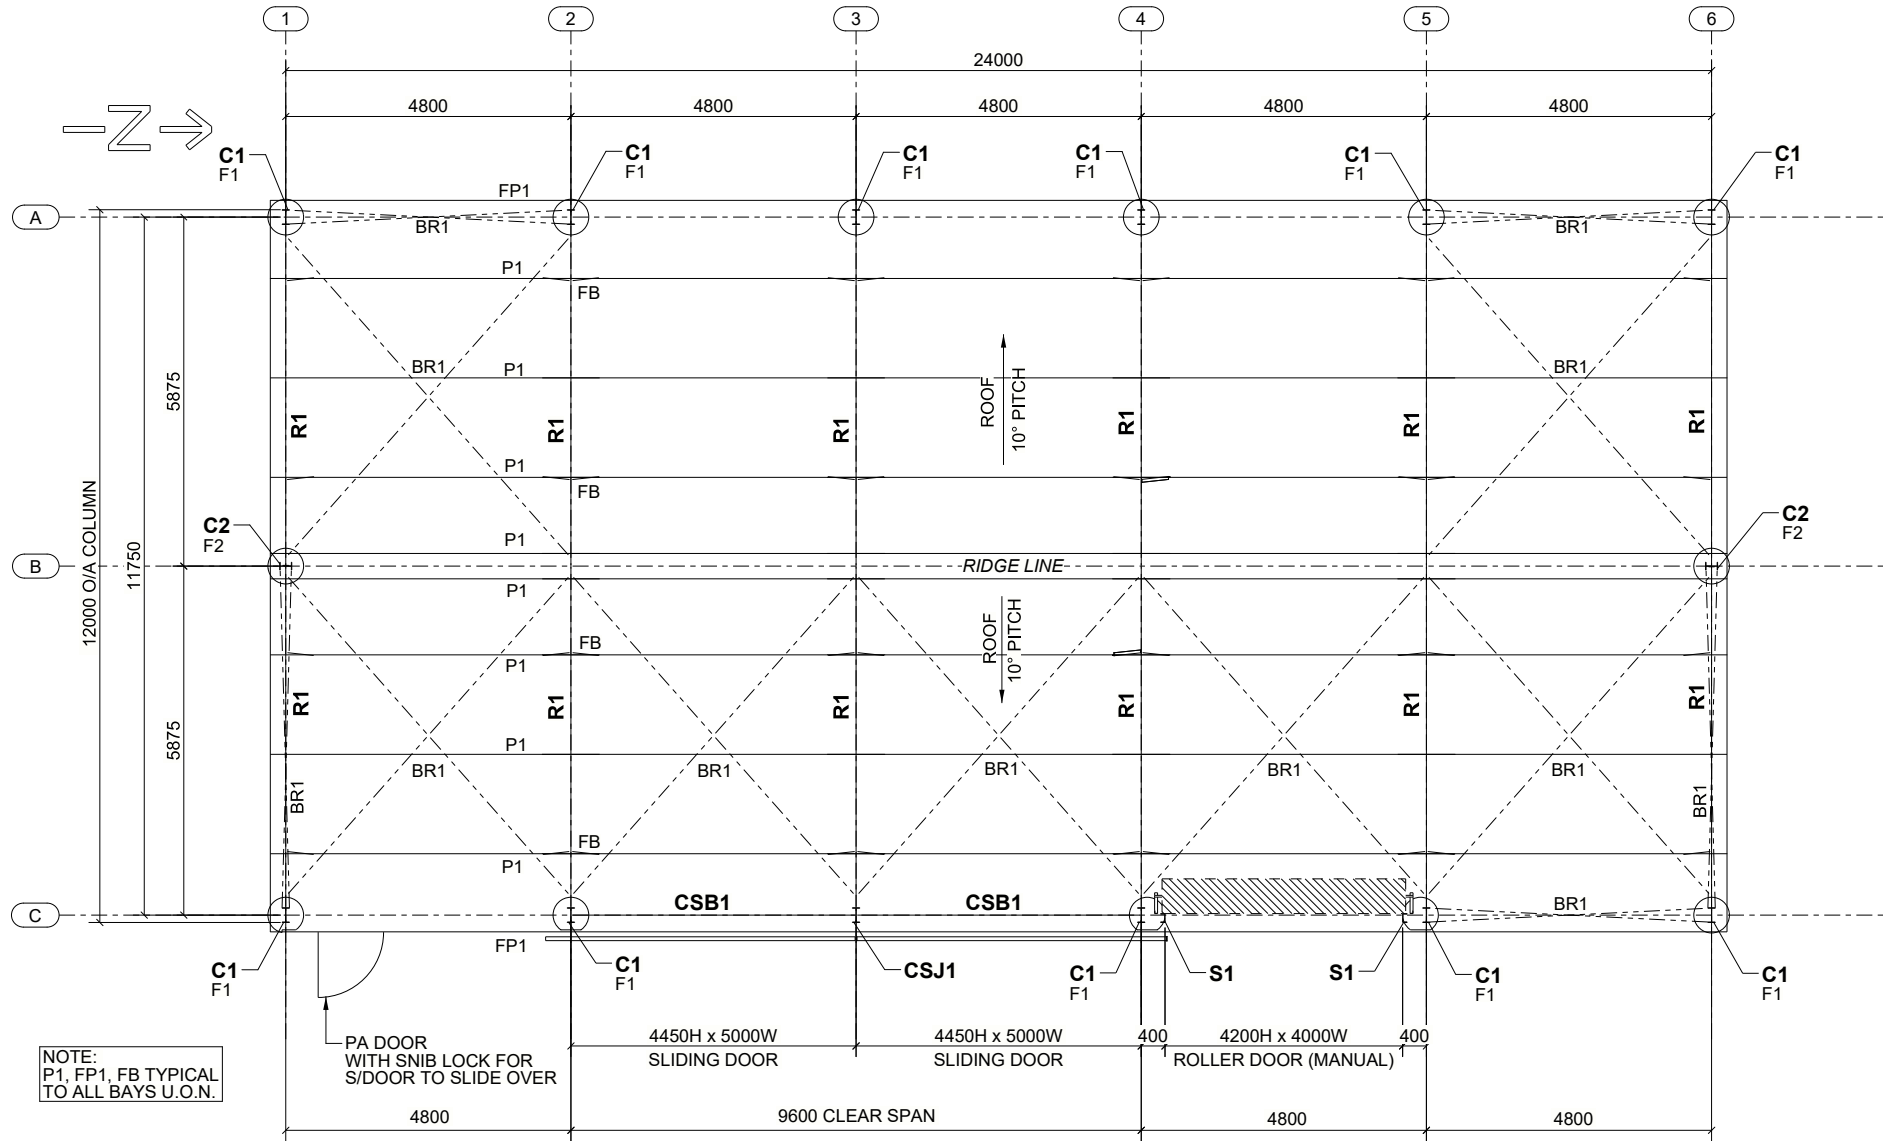 1 2 3 4 5 6
24000
4800 4800 4800 4800 4800
Z
C1 C1 C1 C1 C1 C1
F1 F1 F1 F1 F1 F1
FP1
A
BR1 BR1
P1
FB
BR1 P1 BR1
5875
ROOF
10° PITCH
R1 R1 R1 R1 R1 R1
P1
FB
12000 O/A COLUMN
11750
C2 C2
F2 F2
P1
B
RIDGE LINE
P1
ROOF
10° PITCH
FB
P1
R1 R1 R1 R1 R1 R1
5875
P1
BR1 BR1 BR1 BR1 BR1
BR1 BR1
FB
P1
CSB1 CSB1
C
BR1
FP1
C1 C1 CSJ1 C1 S1 S1 C1 C1
F1 F1 F1 F1 F1
PA DOOR
WITH SNIB LOCK FOR
S/DOOR TO SLIDE OVER
4450H x 5000W 4450H x 5000W 400 4200H x 4000W 400
SLIDING DOOR SLIDING DOOR ROLLER DOOR (MANUAL)
NOTE:
P1, FP1, FB TYPICAL
TO ALL BAYS U.O.N.
4800 9600 CLEAR SPAN 4800 4800